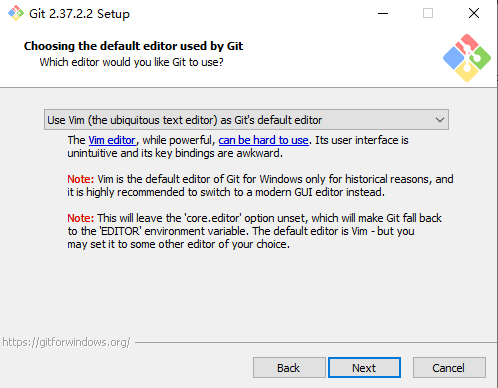 Git 2.37.2.2 Setup
Choosing the default editor used by Git
Which editor would you like Git to use?
Use Vim (the ubiquitous text editor) as Git's default editor
The Vim editor, while powerful, can be hard to use. Its user interface is
unintuitive and its key bindings are awkward.
Note: Vim is the default editor of Git for Windows only for historical reasons, and
it is highly recommended to switch to a modern GUI editor instead.
Note: This will leave the 'core.editor' option unset, which will make Git fall back
to the 'EDITOR' environment variable. The default editor is Vim - but you
may set it to some other editor of your choice.
https://gitforwindows.org/
Back
Next
Cancel